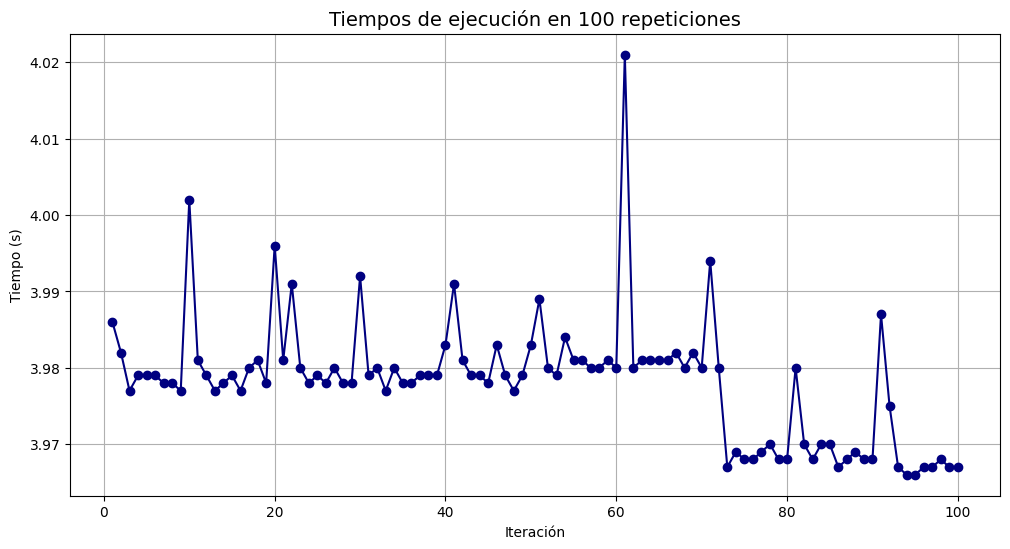 Tiempos de ejecución en 100 repeticiones
Tiempo (s)
4.02
4.01
4.00
3.99
3.98
3.97
0 20 40 60 80 100
Iteración